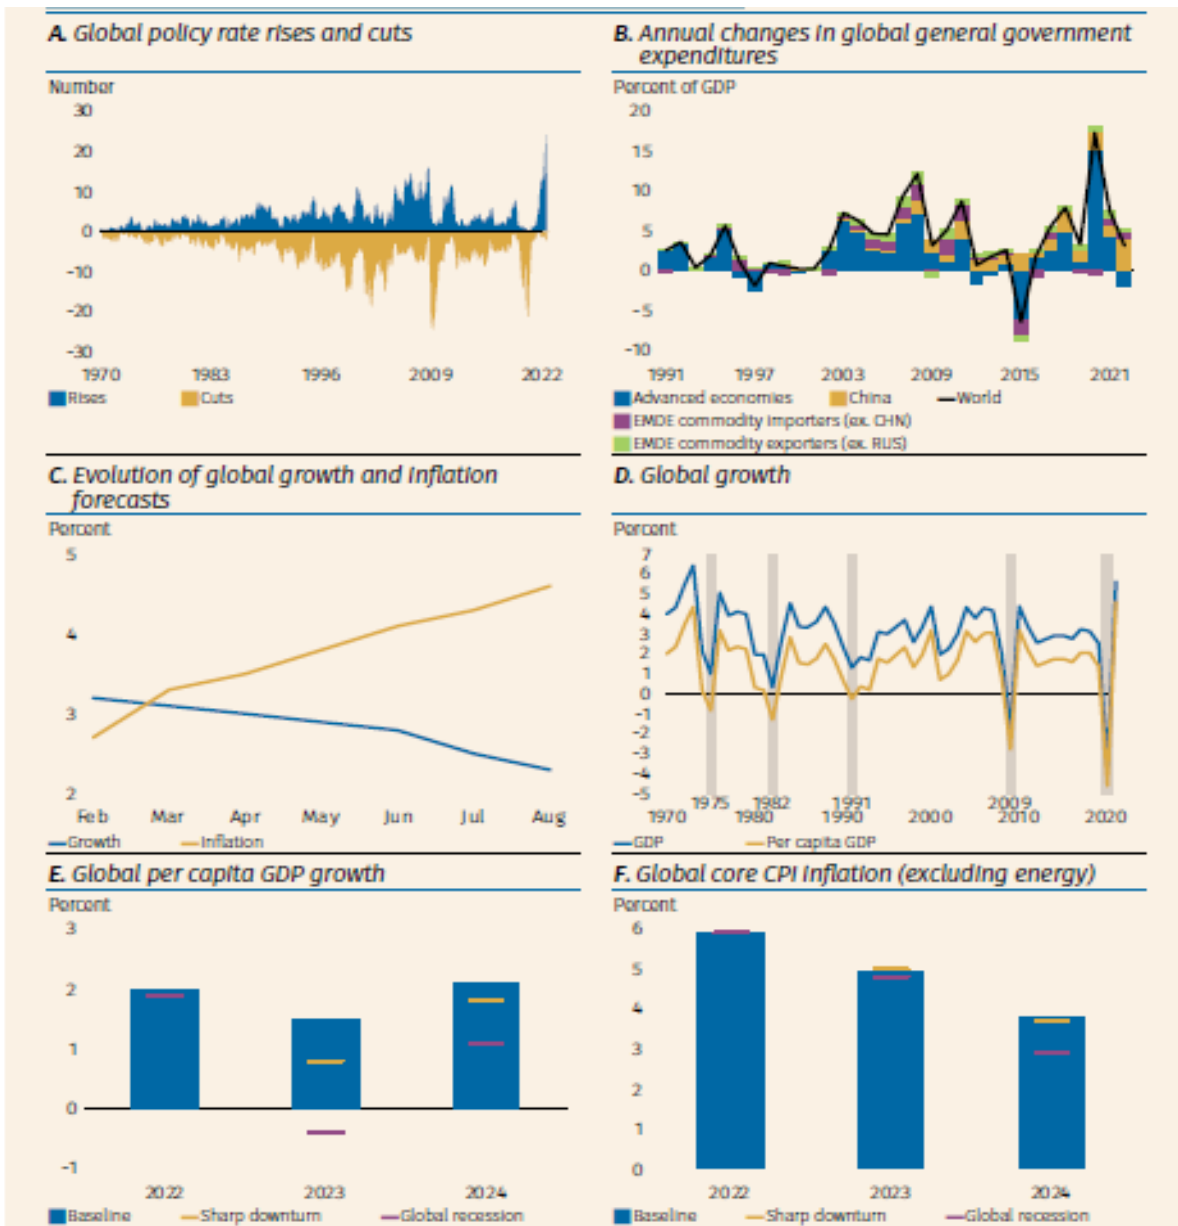 A. Global policy rate rises and cuts
Number
30
20
10
0
-10
-20
-30
1970 1983 1996 2009 2022
Rises Cuts
B. Annual changes in global general government
expenditures
Percent of GDP
20
15
10
5
0
-5
-10
1991 1997 2003 2009 2015 2021
Advanced economies China World
EMDE commodity importers (ex. CHN)
EMDE commodity exporters (ex. RUS)
C. Evolution of global growth and inflation
forecasts
Percent
5
4
3
2
Feb Mar Apr May Jun Jul Aug
Growth Inflation
D. Global growth
Percent
7
6
5
4
3
2
1
0
-1
-2
-3
-4
-5
1975 1982 1991 2009
1970 1980 1990 2000 2010 2020
GDP Per capita GDP
E. Global per capita GDP growth
Percent
3
2
1
0
-1
2022 2023 2024
Baseline Sharp downturn Global recession
F. Global core CPI inflation (excluding energy)
Percent
6
5
4
3
2
1
0
2022 2023 2024
Baseline Sharp downturn Global recession